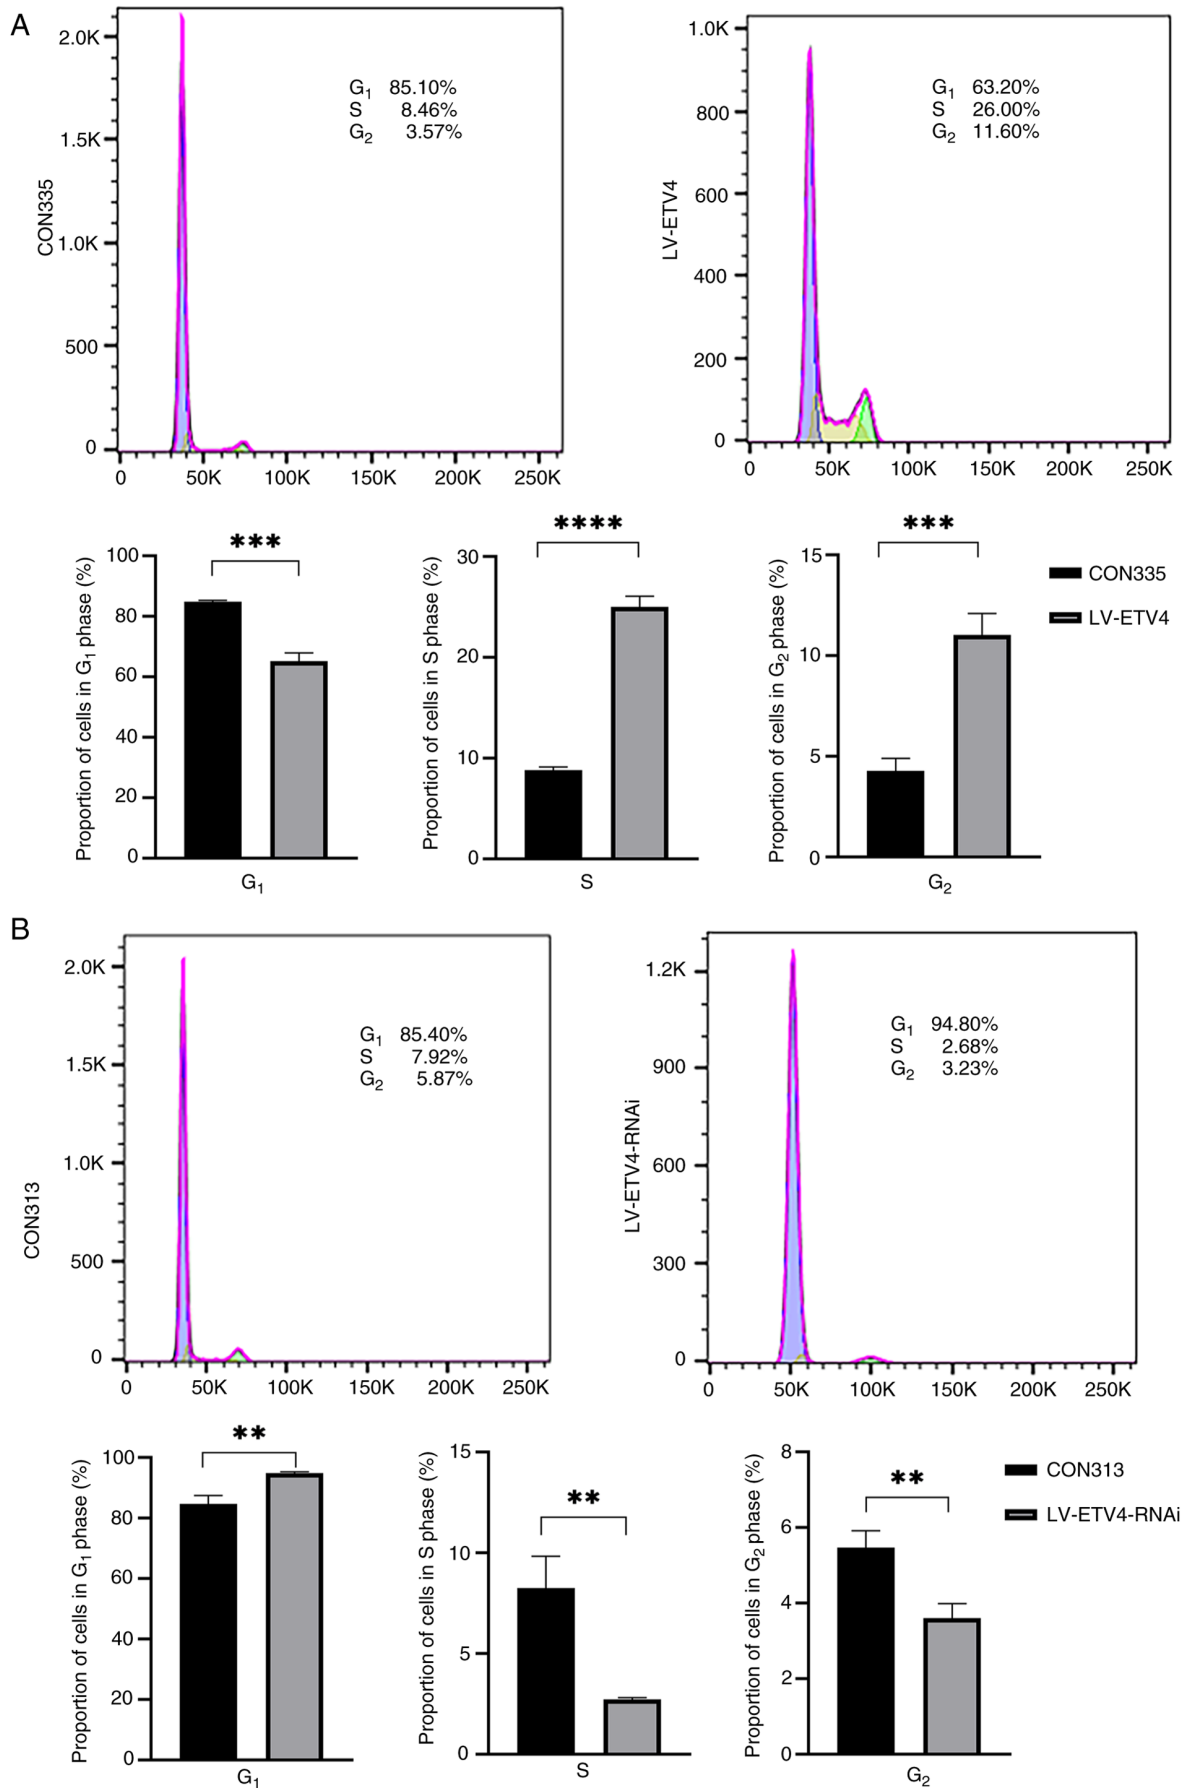 A
CON335
2.0K
1.5K
1.0K
500
0
0 50K 100K 150K 200K 250K
G1 85.10%
S 8.46%
G2 3.57%
LV-ETV4
1.0K
800
600
400
200
0
0 50K 100K 150K 200K 250K
G1 63.20%
S 26.00%
G2 11.60%
Proportion of cells in G1 phase (%)
100
80
60
40
20
0
***
G1
Proportion of cells in S phase (%)
30
20
10
0
****
S
Proportion of cells in G2 phase (%)
15
10
5
0
***
G2
CON335
LV-ETV4
B
CON313
2.0K
1.5K
1.0K
500
0
0 50K 100K 150K 200K 250K
G1 85.40%
S 7.92%
G2 5.87%
LV-ETV4-RNAi
1.2K
900
600
300
0
0 50K 100K 150K 200K 250K
G1 94.80%
S 2.68%
G2 3.23%
Proportion of cells in G1 phase (%)
100
80
60
40
20
0
**
G1
Proportion of cells in S phase (%)
15
10
5
0
**
S
Proportion of cells in G2 phase (%)
8
6
4
2
0
**
G2
CON313
LV-ETV4-RNAi